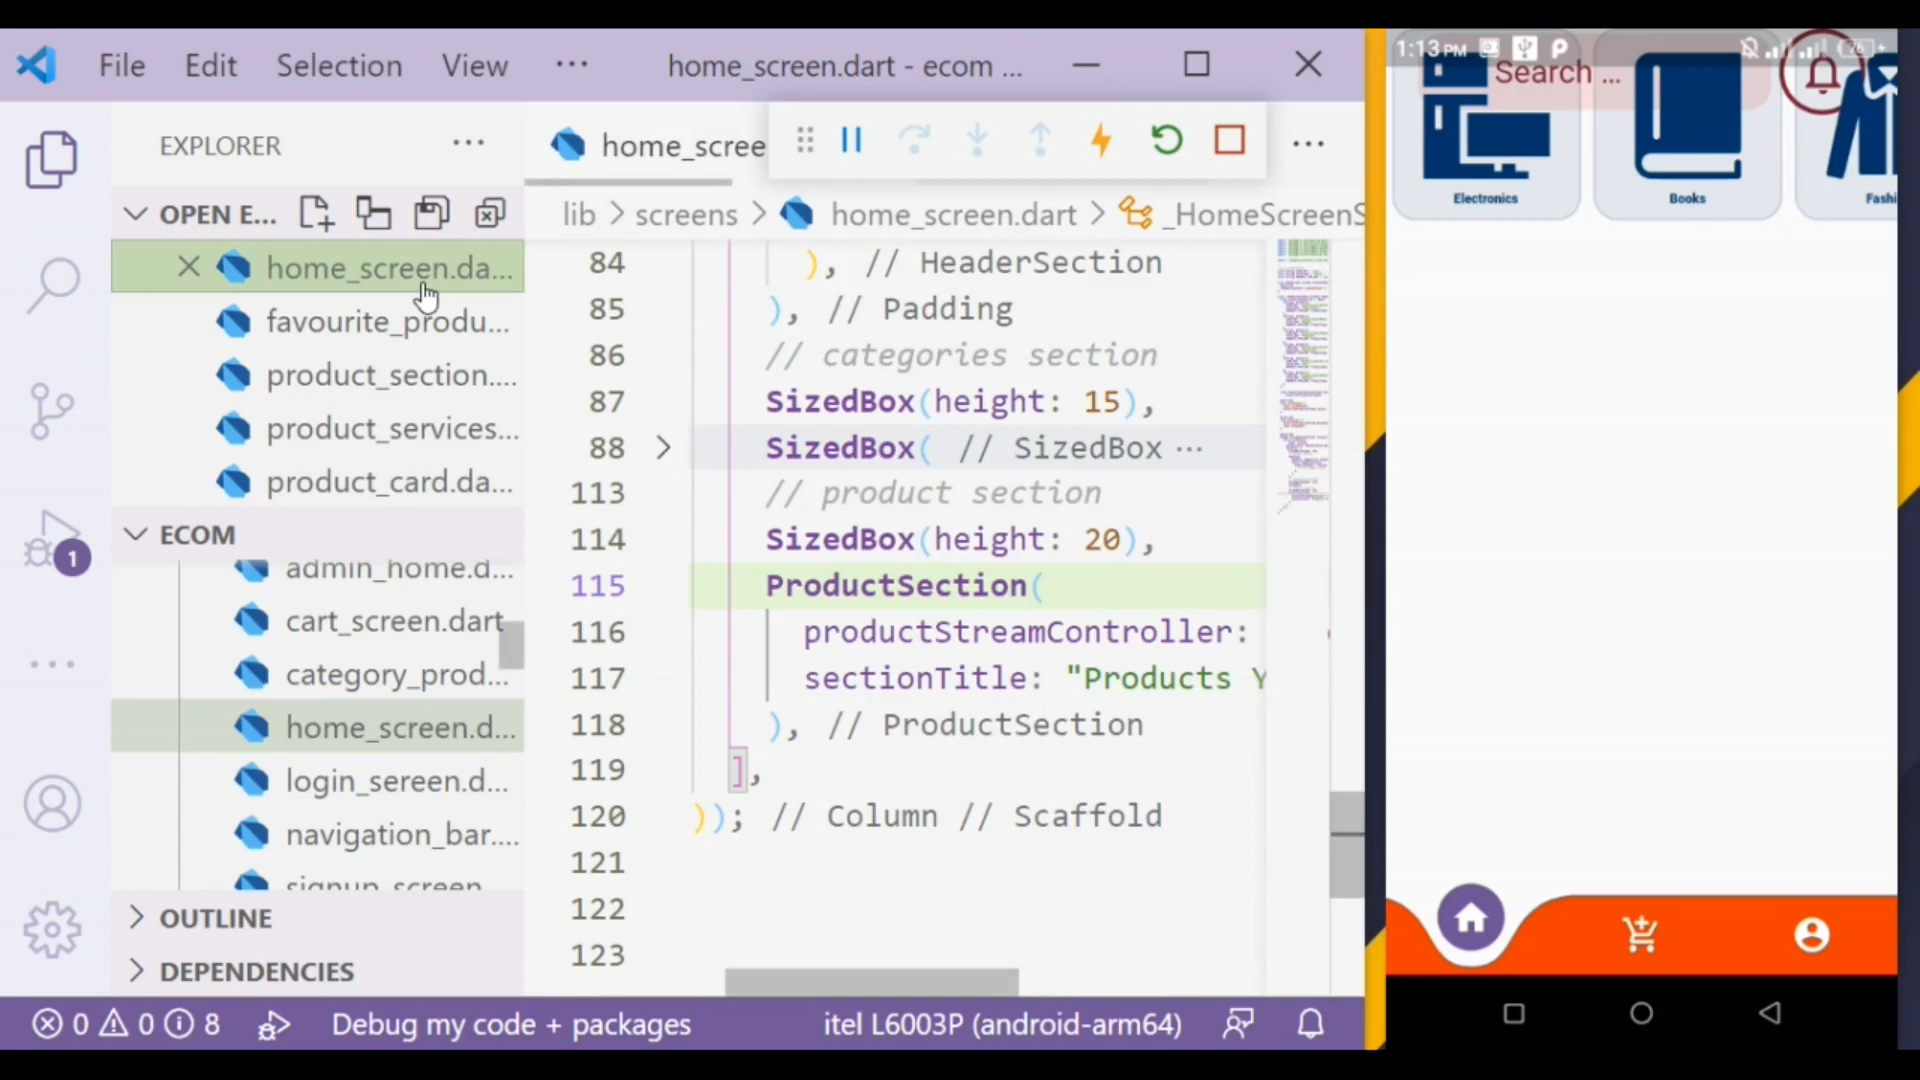 File Edit Selection View ··· home_screen.dart - ecom ...
EXPLORER
OPEN E...
home_screen.da...
favourite_produ...
product_section....
product_services...
product_card.da...
ECOM
admin_home.d...
cart_screen.dart
category_prod...
home_screen.d...
login_sereen.d...
navigation_bar....
signup_screen
OUTLINE
DEPENDENCIES
1
home_scree
lib > screens > home_screen.dart > _HomeScreenS
84 ), // HeaderSection
85 ), // Padding
86 // categories section
87 SizedBox(height: 15),
88 SizedBox( // SizedBox ···
113 // product section
114 SizedBox(height: 20),
115 ProductSection(
116 productStreamController:
117 sectionTitle: "Products Y
118 ), // ProductSection
119 ],
120 )); // Column // Scaffold
121
122
123
0 0 8 Debug my code + packages itel L6003P (android-arm64)
1:13 PM 76
Search ...
Electronics Books Fashi